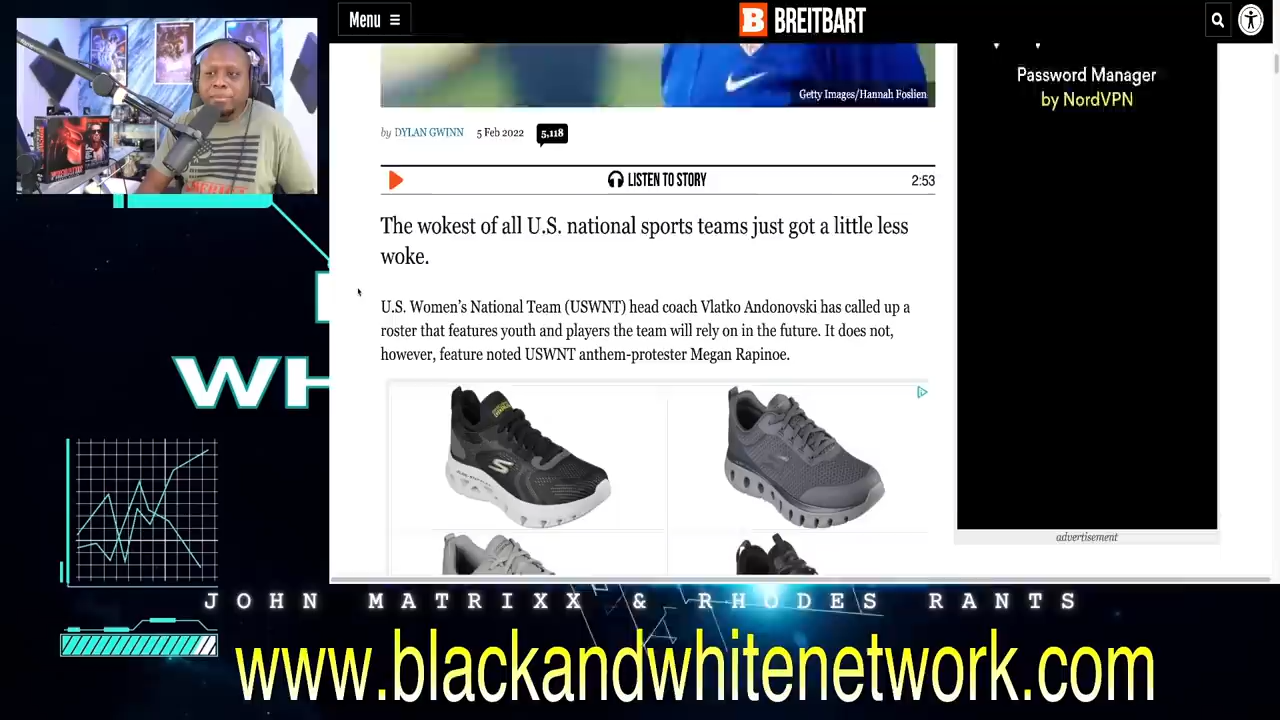 Menu
BREITBART
Password Manager
by NordVPN
Getty Images/Hannah Foslien
by DYLAN GWINN 5 Feb 2022 5,118
LISTEN TO STORY 2:53
The wokest of all U.S. national sports teams just got a little less
woke.
U.S. Women's National Team (USWNT) head coach Vlatko Andonovski has called up a
roster that features youth and players the team will rely on in the future. It does not,
however, feature noted USWNT anthem-protester Megan Rapinoe.
WH
advertisement
JOHN MATRIXX & RHODES RANTS
www.blackandwhitenetwork.com